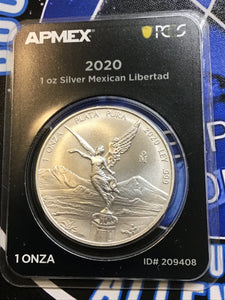 APMEX
PCGS
2020
1 oz Silver Mexican Libertad
1 ONZA PLATA PURA 2020 LEY .999
1 ONZA
ID# 209408
ALIEN